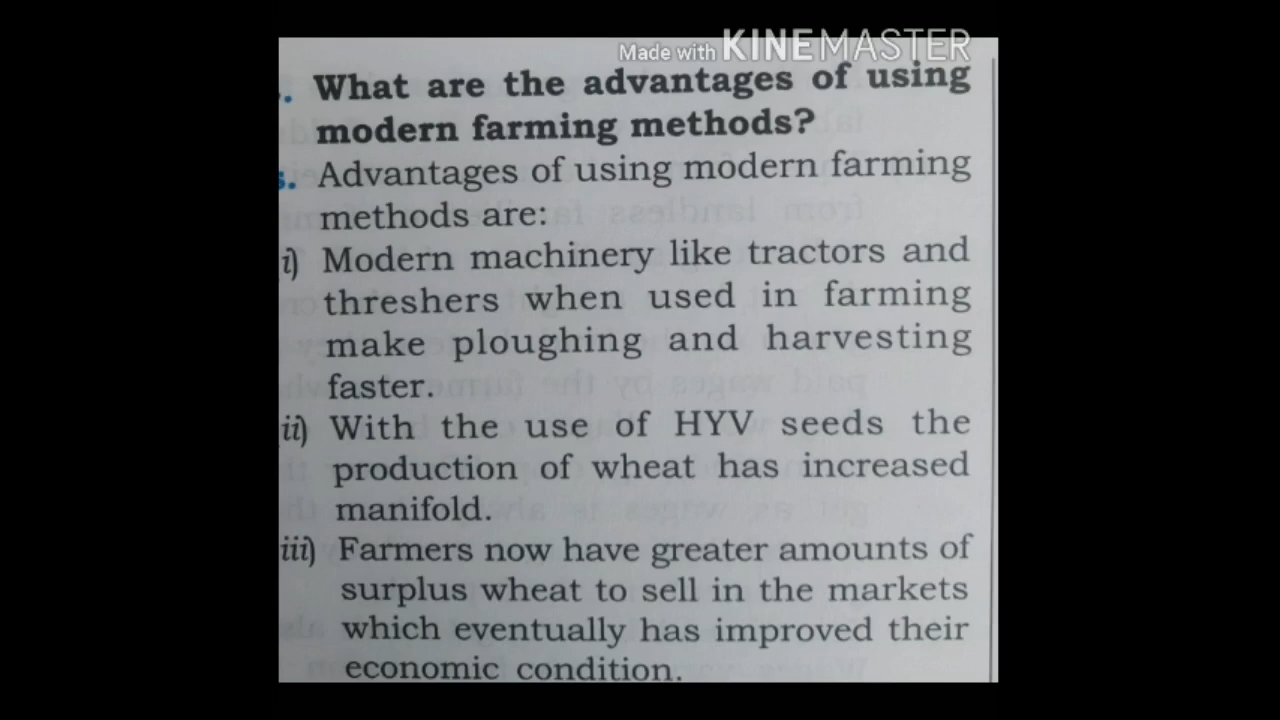 Made with KINEMASTER
. What are the advantages of using
modern farming methods?
. Advantages of using modern farming
methods are:
i) Modern machinery like tractors and
threshers when used in farming
make ploughing and harvesting
faster.
ii) With the use of HYV seeds the
production of wheat has increased
manifold.
iii) Farmers now have greater amounts of
surplus wheat to sell in the markets
which eventually has improved their
economic condition.